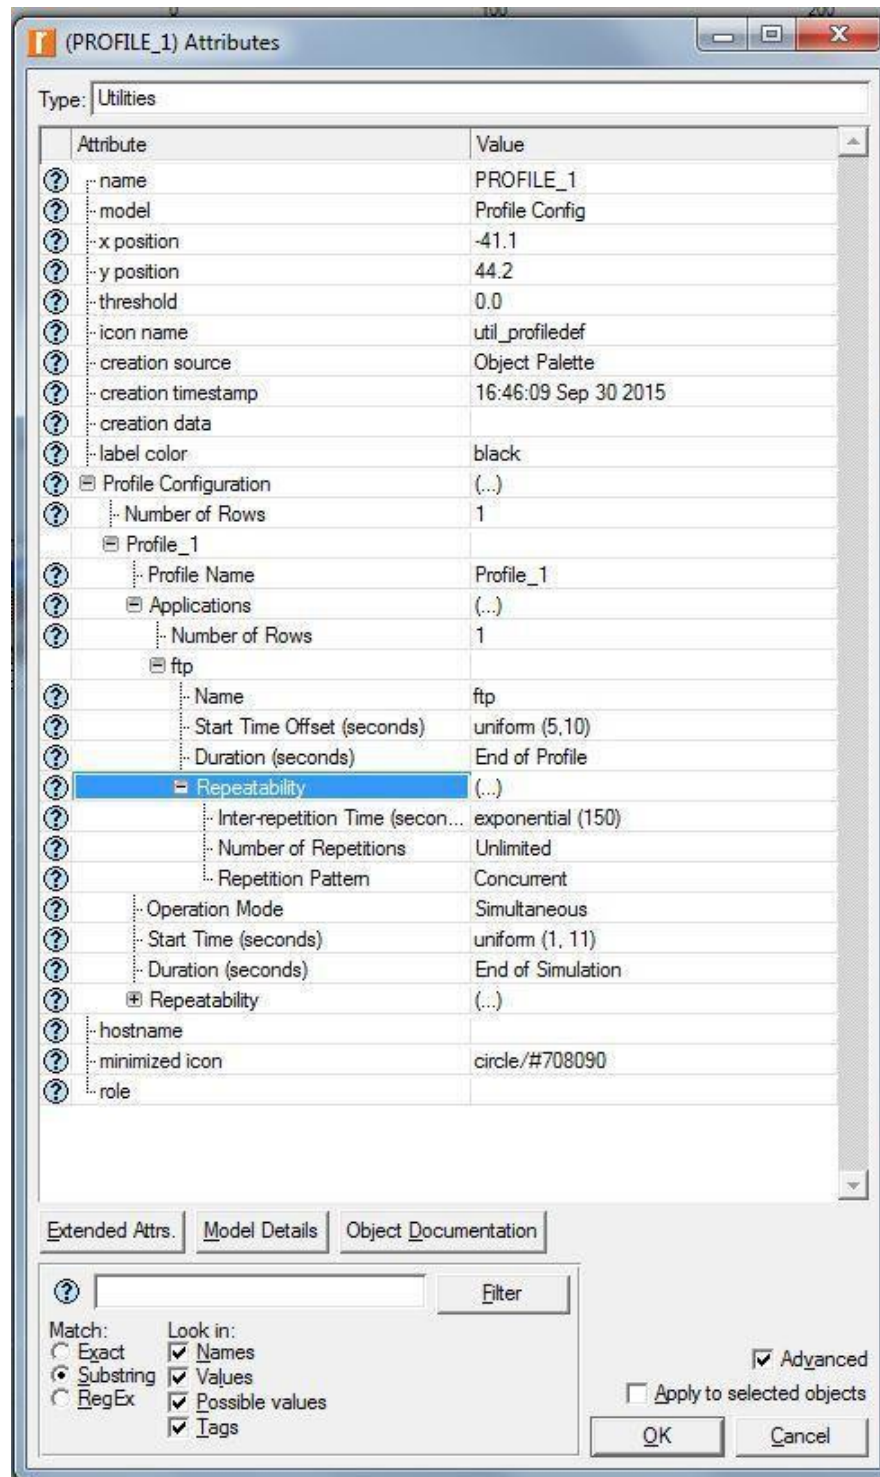 0 100 200
(PROFILE_1) Attributes
Type: Utilities
Attribute Value
name PROFILE_1
model Profile Config
x position -41.1
y position 44.2
threshold 0.0
icon name util_profiledef
creation source Object Palette
creation timestamp 16:46:09 Sep 30 2015
creation data
label color black
Profile Configuration (...)
Number of Rows 1
Profile_1
Profile Name Profile_1
Applications (...)
Number of Rows 1
ftp
Name ftp
Start Time Offset (seconds) uniform (5,10)
Duration (seconds) End of Profile
Repeatability (...)
Inter-repetition Time (secon... exponential (150)
Number of Repetitions Unlimited
Repetition Pattern Concurrent
Operation Mode Simultaneous
Start Time (seconds) uniform (1, 11)
Duration (seconds) End of Simulation
Repeatability (...)
hostname
minimized icon circle/#708090
role
Extended Attrs. Model Details Object Documentation
Filter
Match: Look in:
Exact Names
Substring Values
RegEx Possible values
Tags
Advanced
Apply to selected objects
OK Cancel